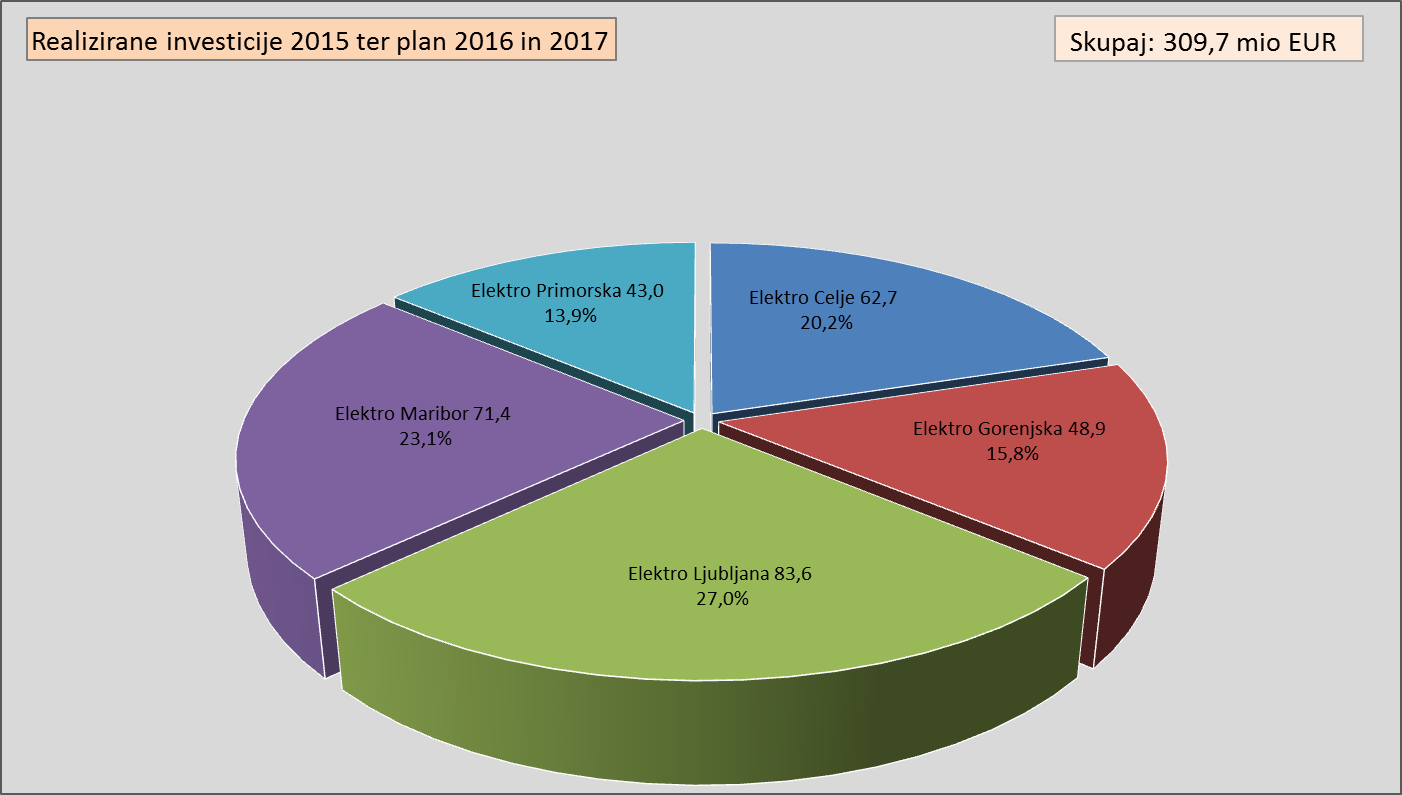 Realizirane investicije 2015 ter plan 2016 in 2017
Skupaj: 309,7 mio EUR
Elektro Primorska 43,0
13,9%
Elektro Celje 62,7
20,2%
Elektro Maribor 71,4
23,1%
Elektro Gorenjska 48,9
15,8%
Elektro Ljubljana 83,6
27,0%